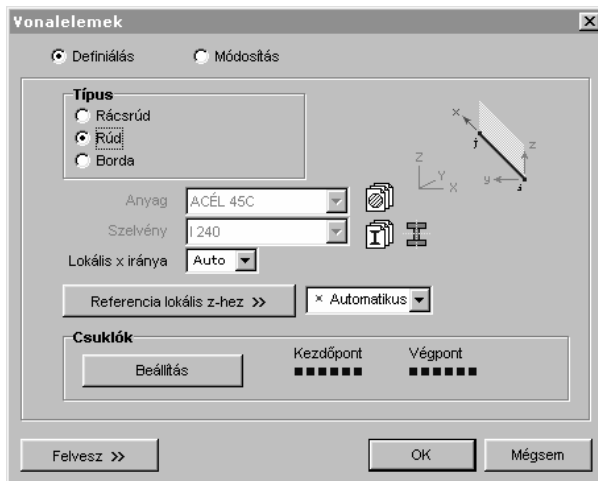 Vonalelemek
Definiálás Módosítás
Típus
Rácsrúd
Rúd
Borda
Anyag ACÉL 45C
Szelvény I 240
Lokális x iránya Auto
Referencia lokális z-hez >> × Automatikus
Csuklók
Beállítás Kezdőpont Végpont
Felvesz >> OK Mégsem
x
j
z
y
i
Z
Y
X